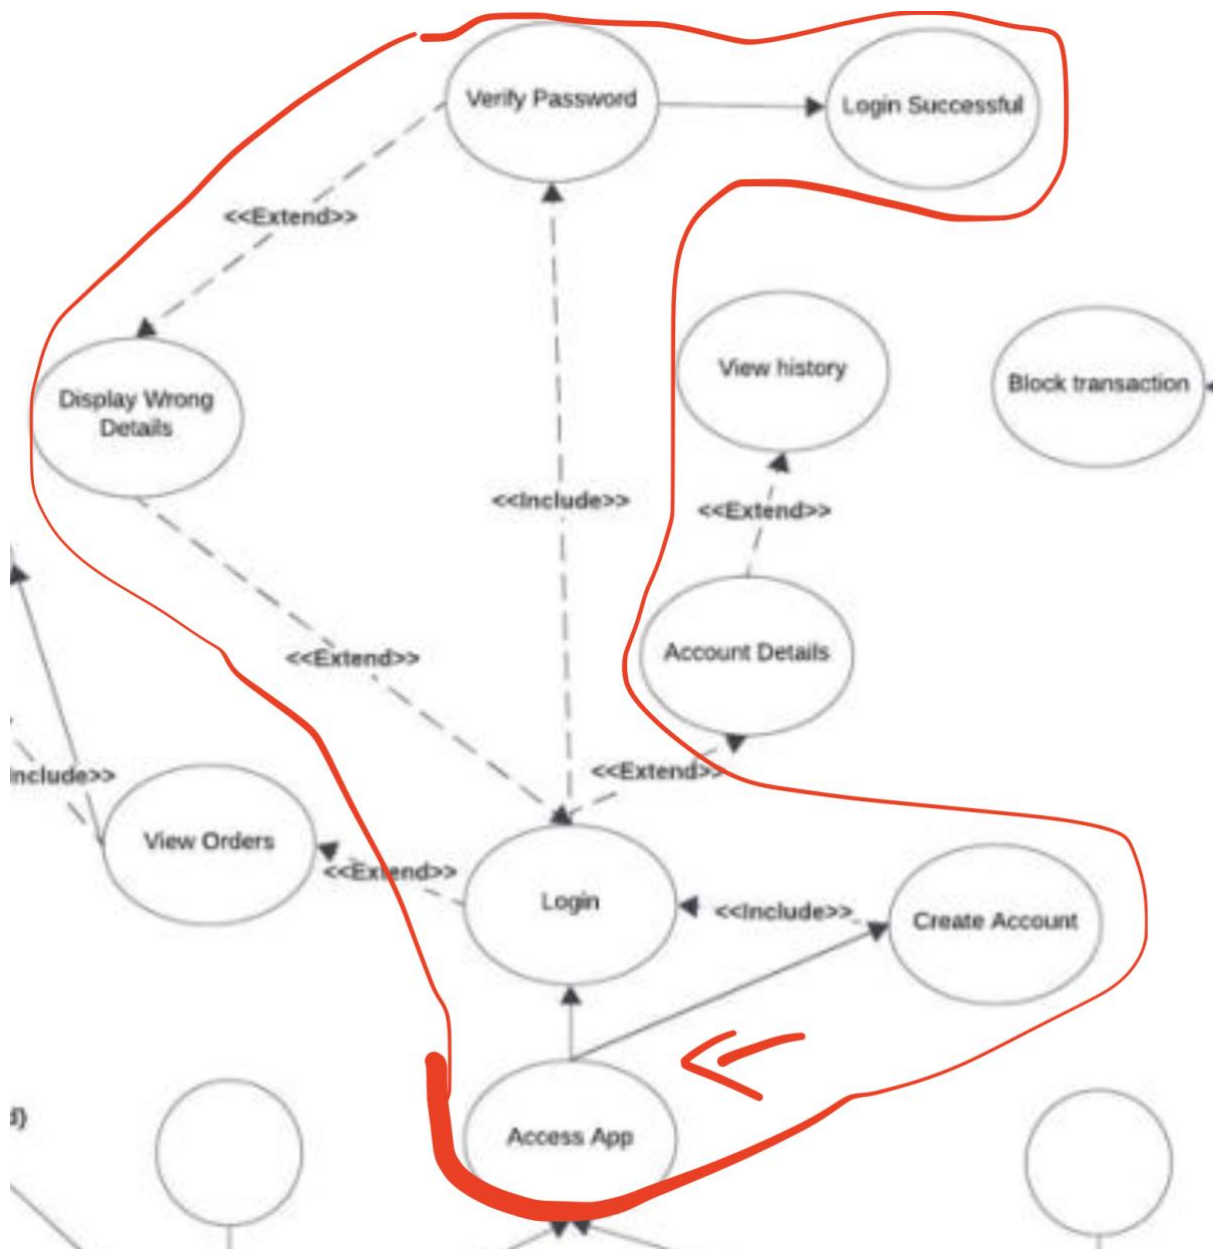 Verify Password
Login Successful
<<Extend>>
View history
Block transaction
Display Wrong
Details
<<Include>>
<<Extend>>
Account Details
<<Extend>>
<<Extend>>
nclude>>
View Orders
<<Extend>>
Login
<<Include>>
Create Account
Access App